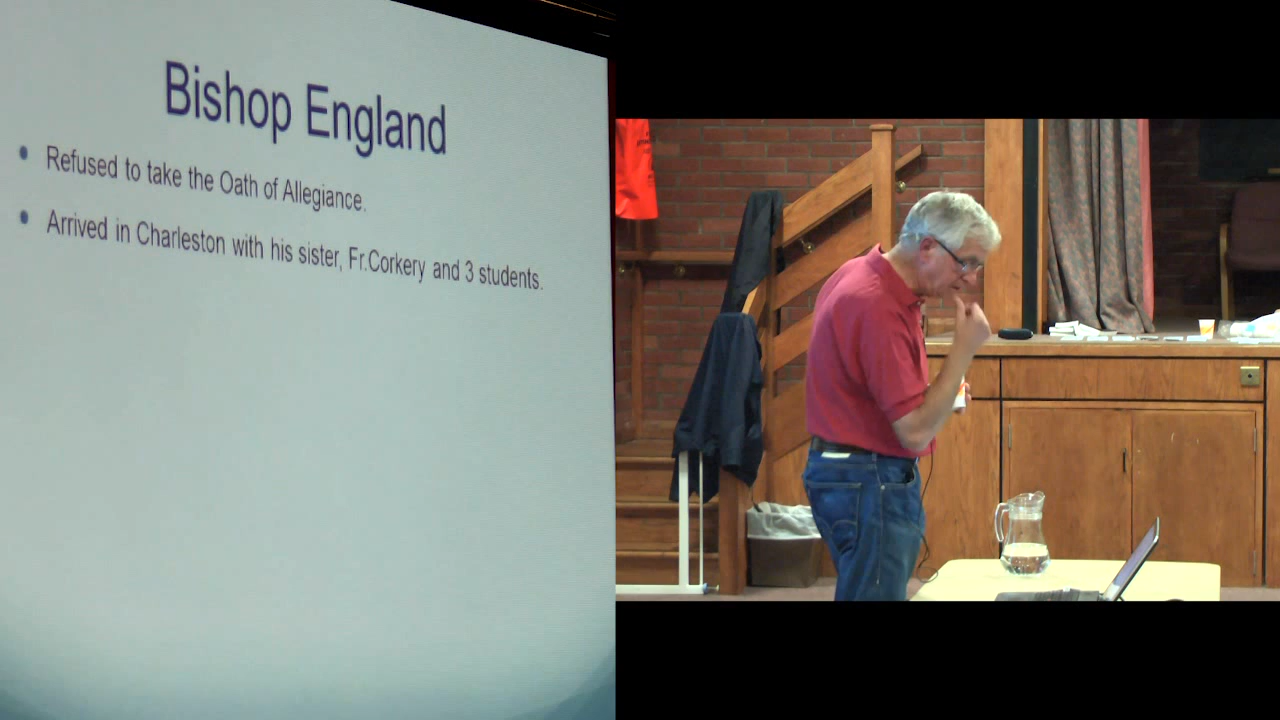 Bishop England
• Refused to take the Oath of Allegiance.
• Arrived in Charleston with his sister, Fr.Corkery and 3 students.